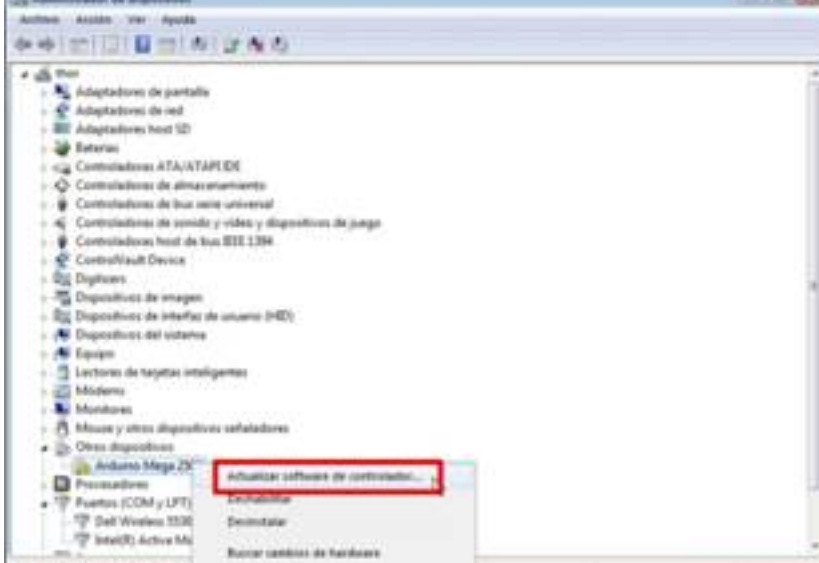 Administrador de dispositivos
Archivo Acción Ver Ayuda
thor
Adaptadores de pantalla
Adaptadores de red
Adaptadores host SD
Baterías
Controladoras ATA/ATAPI IDE
Controladoras de almacenamiento
Controladoras de bus serie universal
Controladoras de sonido y vídeo y dispositivos de juego
Controladoras host de bus IEEE 1394
ControlVault Device
Digitizers
Dispositivos de imagen
Dispositivos de interfaz de usuario (HID)
Dispositivos del sistema
Equipo
Lectores de tarjetas inteligentes
Módems
Monitores
Mouse y otros dispositivos señaladores
Otros dispositivos
Arduino Mega
Actualizar software de controlador...
Procesadores
Deshabilitar
Puertos (COM y LPT)
Dell Wireless
Desinstalar
Intel(R) Active
Buscar cambios de hardware